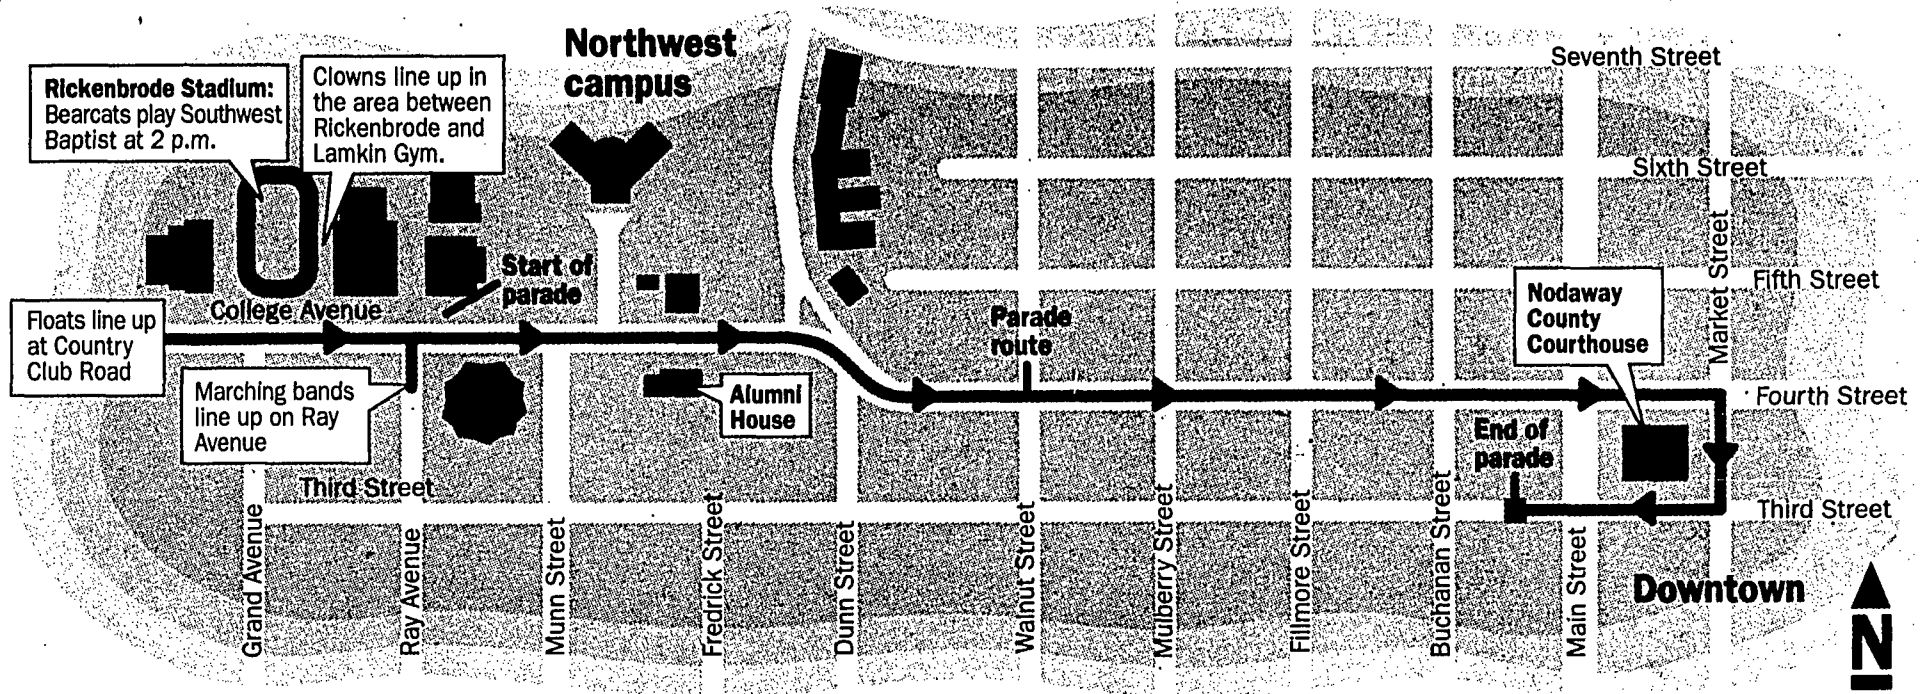 Northwest
campus
Rickenbrode Stadium:
Bearcats play Southwest
Baptist at 2 p.m.
Clowns line up in
the area between
Rickenbrode and
Lamkin Gym.
Seventh Street
Sixth Street
Fifth Street
Market Street
Start of
parade
College Avenue
Floats line up
at Country
Club Road
Marching bands
line up on Ray
Avenue
Alumni
House
Parade
route
Nodaway
County
Courthouse
Fourth Street
End of
parade
Third Street
Third Street
Grand Avenue
Ray Avenue
Munn Street
Fredrick Street
Dunn Street
Walnut Street
Mulberry Street
Fillmore Street
Buchanan Street
Main Street
Downtown
N